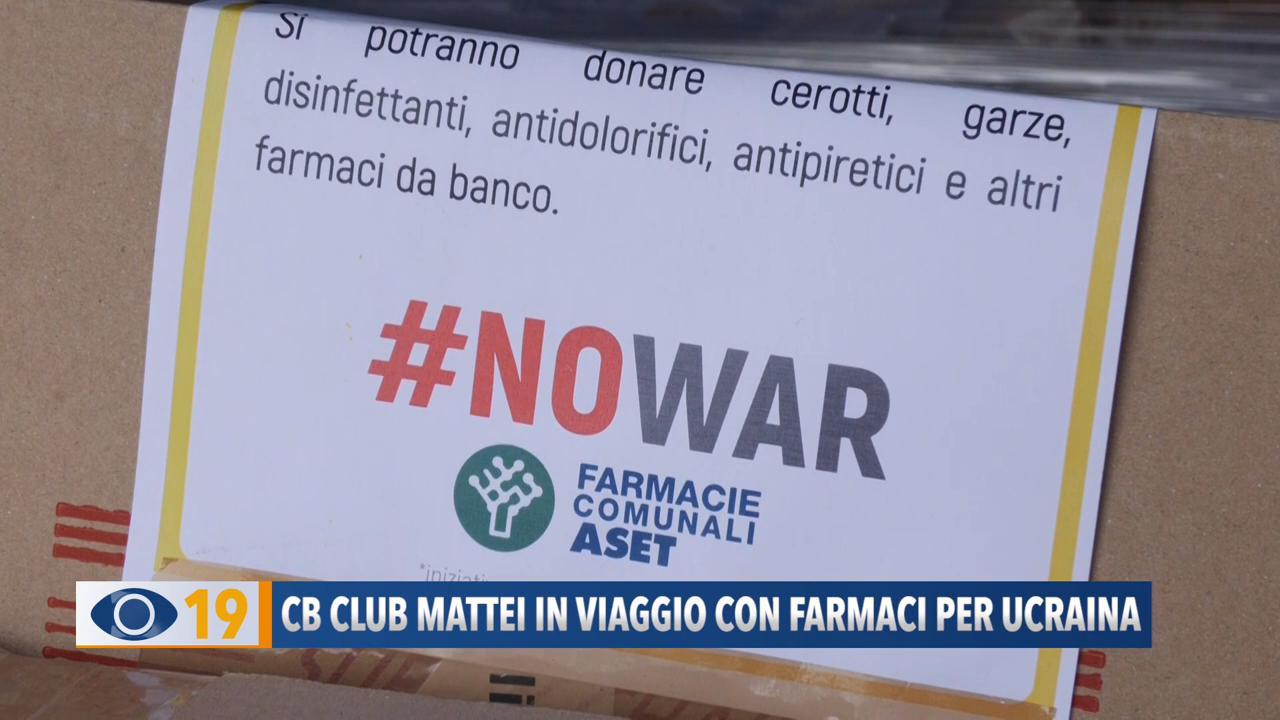 Si potranno donare cerotti, garze,
disinfettanti, antidolorifici, antipiretici e altri
farmaci da banco.
#NOWAR
FARMACIE
COMUNALI
ASET
19 CB CLUB MATTEI IN VIAGGIO CON FARMACI PER UCRAINA